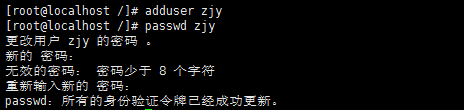 [root@localhost /]# adduser zjy
[root@localhost /]# passwd zjy
更改用户 zjy 的密码 。
新的 密码:
无效的密码: 密码少于 8 个字符
重新输入新的 密码:
passwd:所有的身份验证令牌已经成功更新。